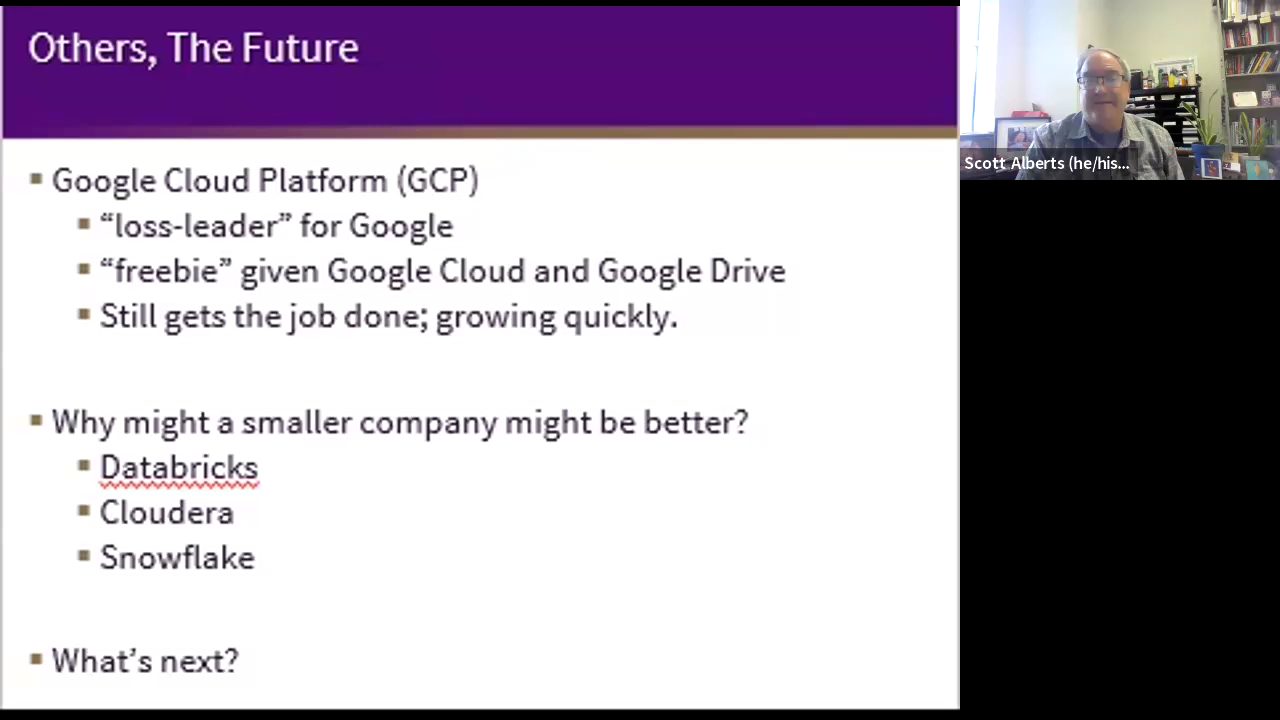 Others, The Future
Google Cloud Platform (GCP)
“loss-leader” for Google
“freebie” given Google Cloud and Google Drive
Still gets the job done; growing quickly.
Why might a smaller company might be better?
Databricks
Cloudera
Snowflake
What’s next?
Scott Alberts (he/his...